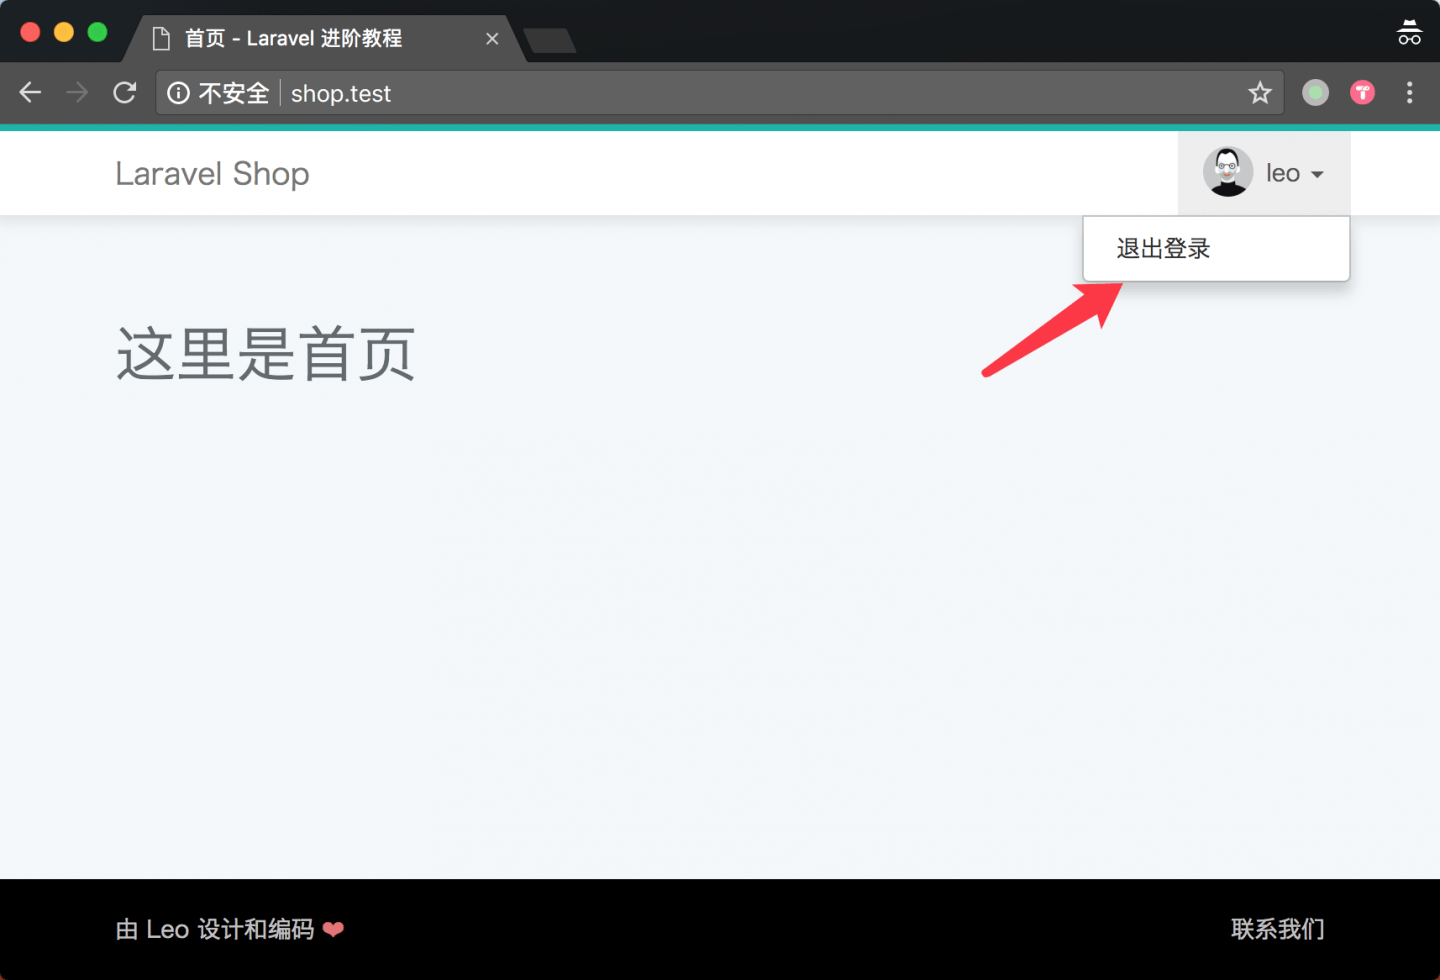 首页 - Laravel 进阶教程
不安全 shop.test
Laravel Shop
leo
退出登录
这里是首页
由 Leo 设计和编码 ❤
联系我们